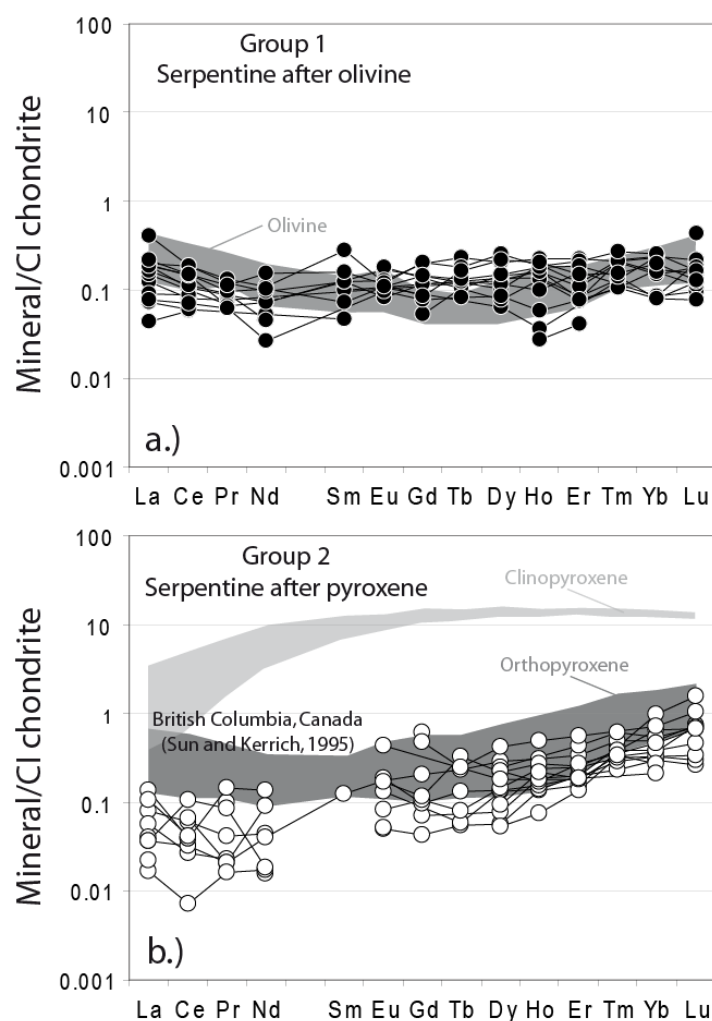 100
Group 1
Serpentine after olivine
10
1
Olivine
0.1
0.01
a.)
0.001
Mineral/CI chondrite
La Ce Pr Nd Sm Eu Gd Tb Dy Ho Er Tm Yb Lu
100
Group 2
Serpentine after pyroxene
Clinopyroxene
10
Orthopyroxene
1
British Columbia, Canada
(Sun and Kerrich, 1995)
0.1
0.01
b.)
0.001
Mineral/CI chondrite
La Ce Pr Nd Sm Eu Gd Tb Dy Ho Er Tm Yb Lu